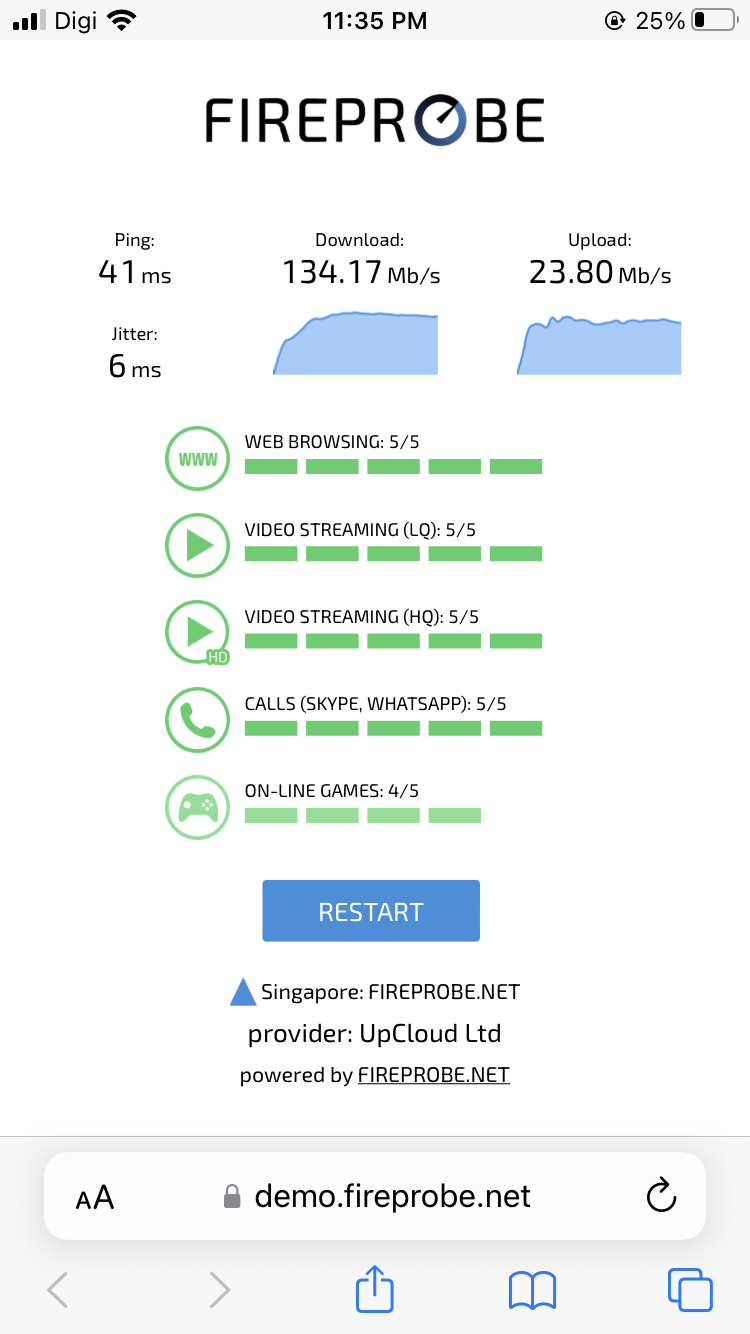 Digi 11:35 PM 25%
FIREPROBE
Ping: Download: Upload:
41 ms 134.17 Mb/s 23.80 Mb/s
Jitter:
6 ms
WWW
WEB BROWSING: 5/5
VIDEO STREAMING (LQ): 5/5
VIDEO STREAMING (HQ): 5/5
HD
CALLS (SKYPE, WHATSAPP): 5/5
ON-LINE GAMES: 4/5
RESTART
Singapore: FIREPROBE.NET
provider: UpCloud Ltd
powered by FIREPROBE.NET
AA demo.fireprobe.net